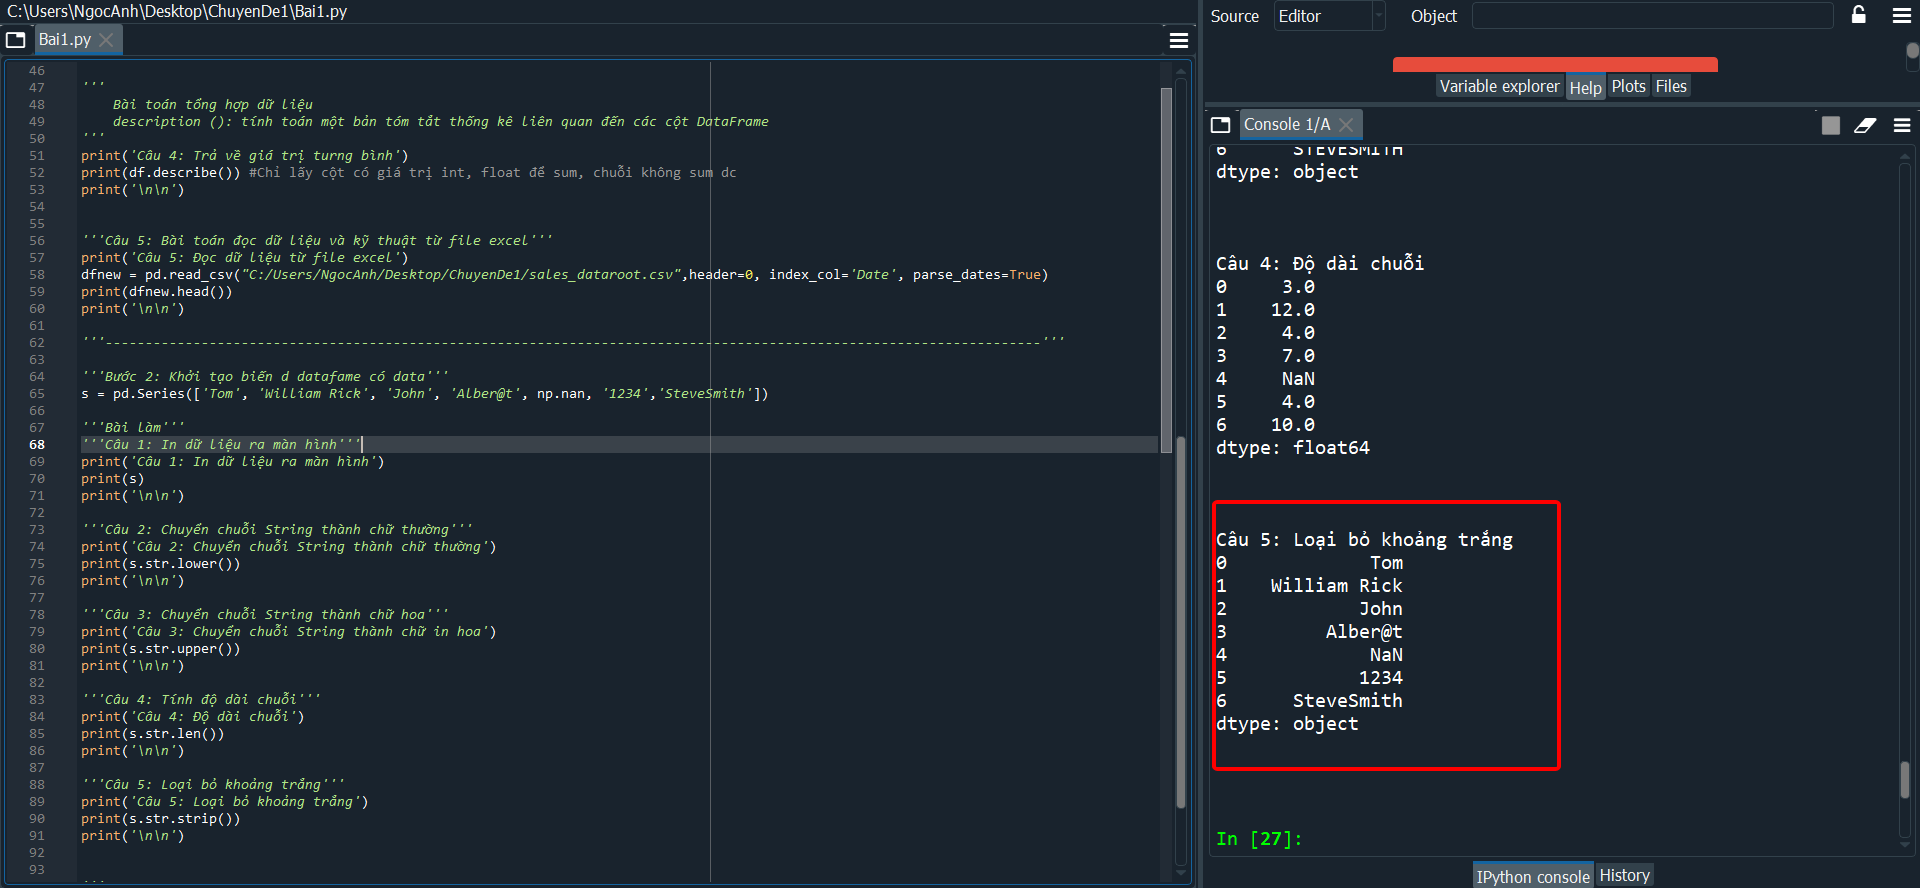 C:\Users\NgocAnh\Desktop\ChuyenDe1\Bai1.py
Bai1.py
46
47 '''
48     Bài toán tổng hợp dữ liệu
49     description (): tính toán một bản tóm tắt thống kê liên quan đến các cột DataFrame
50 '''
51 print('Câu 4: Trả về giá trị turng bình')
52 print(df.describe()) #Chỉ lấy cột có giá trị int, float để sum, chuỗi không sum dc
53 print('\n\n')
54
55
56 '''Câu 5: Bài toán đọc dữ liệu và kỹ thuật từ file excel'''
57 print('Câu 5: Đọc dữ liệu từ file excel')
58 dfnew = pd.read_csv("C:/Users/NgocAnh/Desktop/ChuyenDe1/sales_dataroot.csv",header=0, index_col='Date', parse_dates=True)
59 print(dfnew.head())
60 print('\n\n')
61
62 '''----------------------------------------------------------------------------------------------------------------------'''
63
64 '''Bước 2: Khởi tạo biến d datafame có data'''
65 s = pd.Series(['Tom', 'William Rick', 'John', 'Alber@t', np.nan, '1234','SteveSmith'])
66
67 '''Bài làm'''
68 '''Câu 1: In dữ liệu ra màn hình'''
69 print('Câu 1: In dữ liệu ra màn hình')
70 print(s)
71 print('\n\n')
72
73 '''Câu 2: Chuyển chuỗi String thành chữ thường'''
74 print('Câu 2: Chuyển chuỗi String thành chữ thường')
75 print(s.str.lower())
76 print('\n\n')
77
78 '''Câu 3: Chuyển chuỗi String thành chữ hoa'''
79 print('Câu 3: Chuyển chuỗi String thành chữ in hoa')
80 print(s.str.upper())
81 print('\n\n')
82
83 '''Câu 4: Tính độ dài chuỗi'''
84 print('Câu 4: Độ dài chuỗi')
85 print(s.str.len())
86 print('\n\n')
87
88 '''Câu 5: Loại bỏ khoảng trắng'''
89 print('Câu 5: Loại bỏ khoảng trắng')
90 print(s.str.strip())
91 print('\n\n')
92
93
'''
Source Editor Object
Variable explorer Help Plots Files
Console 1/A
6      STEVESMITH
dtype: object
Câu 4: Độ dài chuỗi
0     3.0
1    12.0
2     4.0
3     7.0
4     NaN
5     4.0
6    10.0
dtype: float64
Câu 5: Loại bỏ khoảng trắng
0             Tom
1    William Rick
2            John
3         Alber@t
4             NaN
5            1234
6      SteveSmith
dtype: object
In [27]:
IPython console History